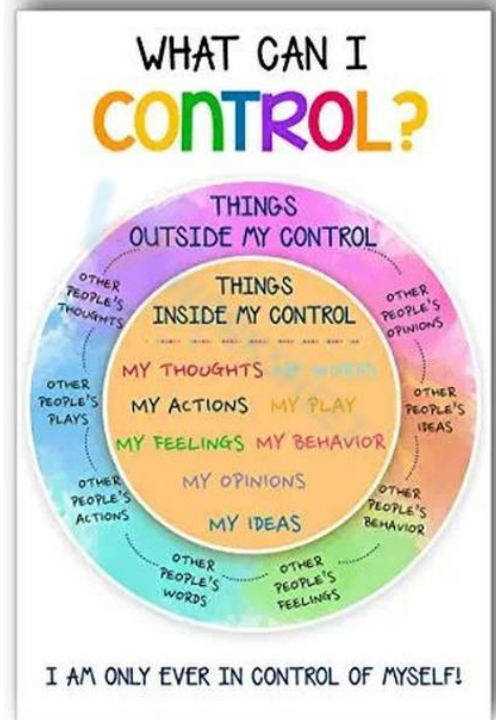 WHAT CAN I
CONTROL?
THINGS
OUTSIDE MY CONTROL
THINGS
INSIDE MY CONTROL
MY THOUGHTS MY WORDS
MY ACTIONS MY PLAY
MY FEELINGS MY BEHAVIOR
MY OPINIONS
MY IDEAS
OTHER
PEOPLE'S
THOUGHTS
OTHER
PEOPLE'S
OPINIONS
OTHER
PEOPLE'S
PLAYS
OTHER
PEOPLE'S
IDEAS
OTHER
PEOPLE'S
ACTIONS
OTHER
PEOPLE'S
BEHAVIOR
OTHER
PEOPLE'S
WORDS
OTHER
PEOPLE'S
FEELINGS
I AM ONLY EVER IN CONTROL OF MYSELF!